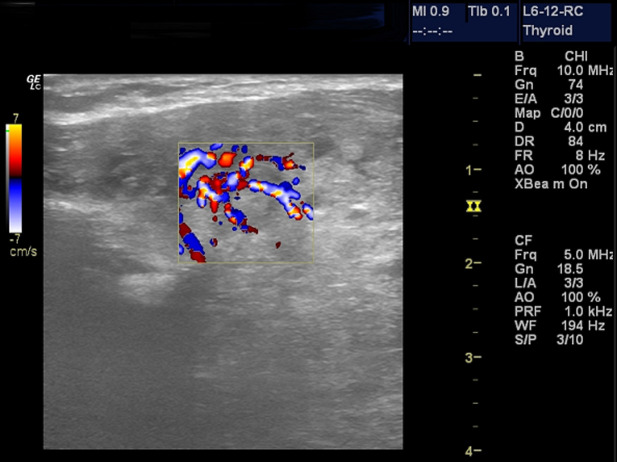 MI 0.9 TIb 0.1 L6-12-RC
--:--:-- Thyroid
B CHI
Frq 10.0 MHz
Gn 74
E/A 3/3
Map C/0/0
D 4.0 cm
DR 84
FR 8 Hz
AO 100 %
XBeam On
GE
7
-7
cm/s
1
2
3
4
CF
Frq 5.0 MHz
Gn 18.5
L/A 3/3
AO 100 %
PRF 1.0 kHz
WF 194 Hz
S/P 3/10